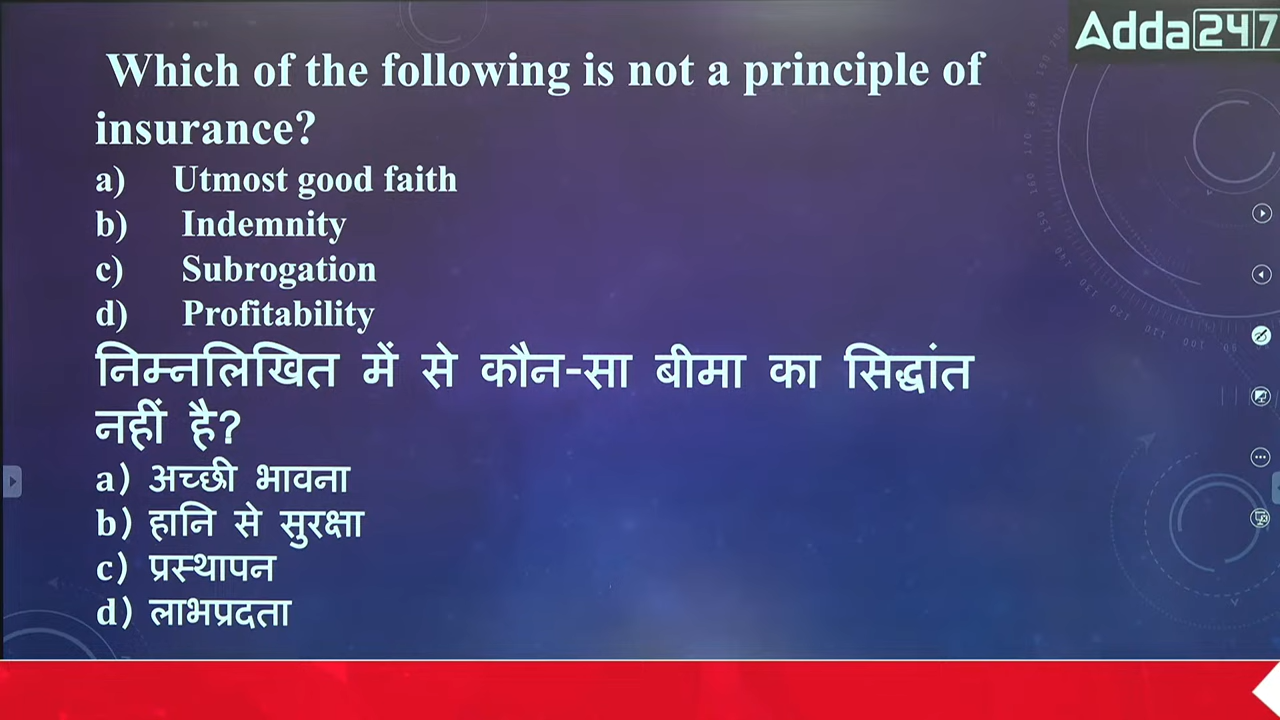 Adda247
Which of the following is not a principle of
insurance?
a) Utmost good faith
b) Indemnity
c) Subrogation
d) Profitability
निम्नलिखित में से कौन-सा बीमा का सिद्धांत
नहीं है?
a) अच्छी भावना
b) हानि से सुरक्षा
c) प्रस्थापन
d) लाभप्रदता